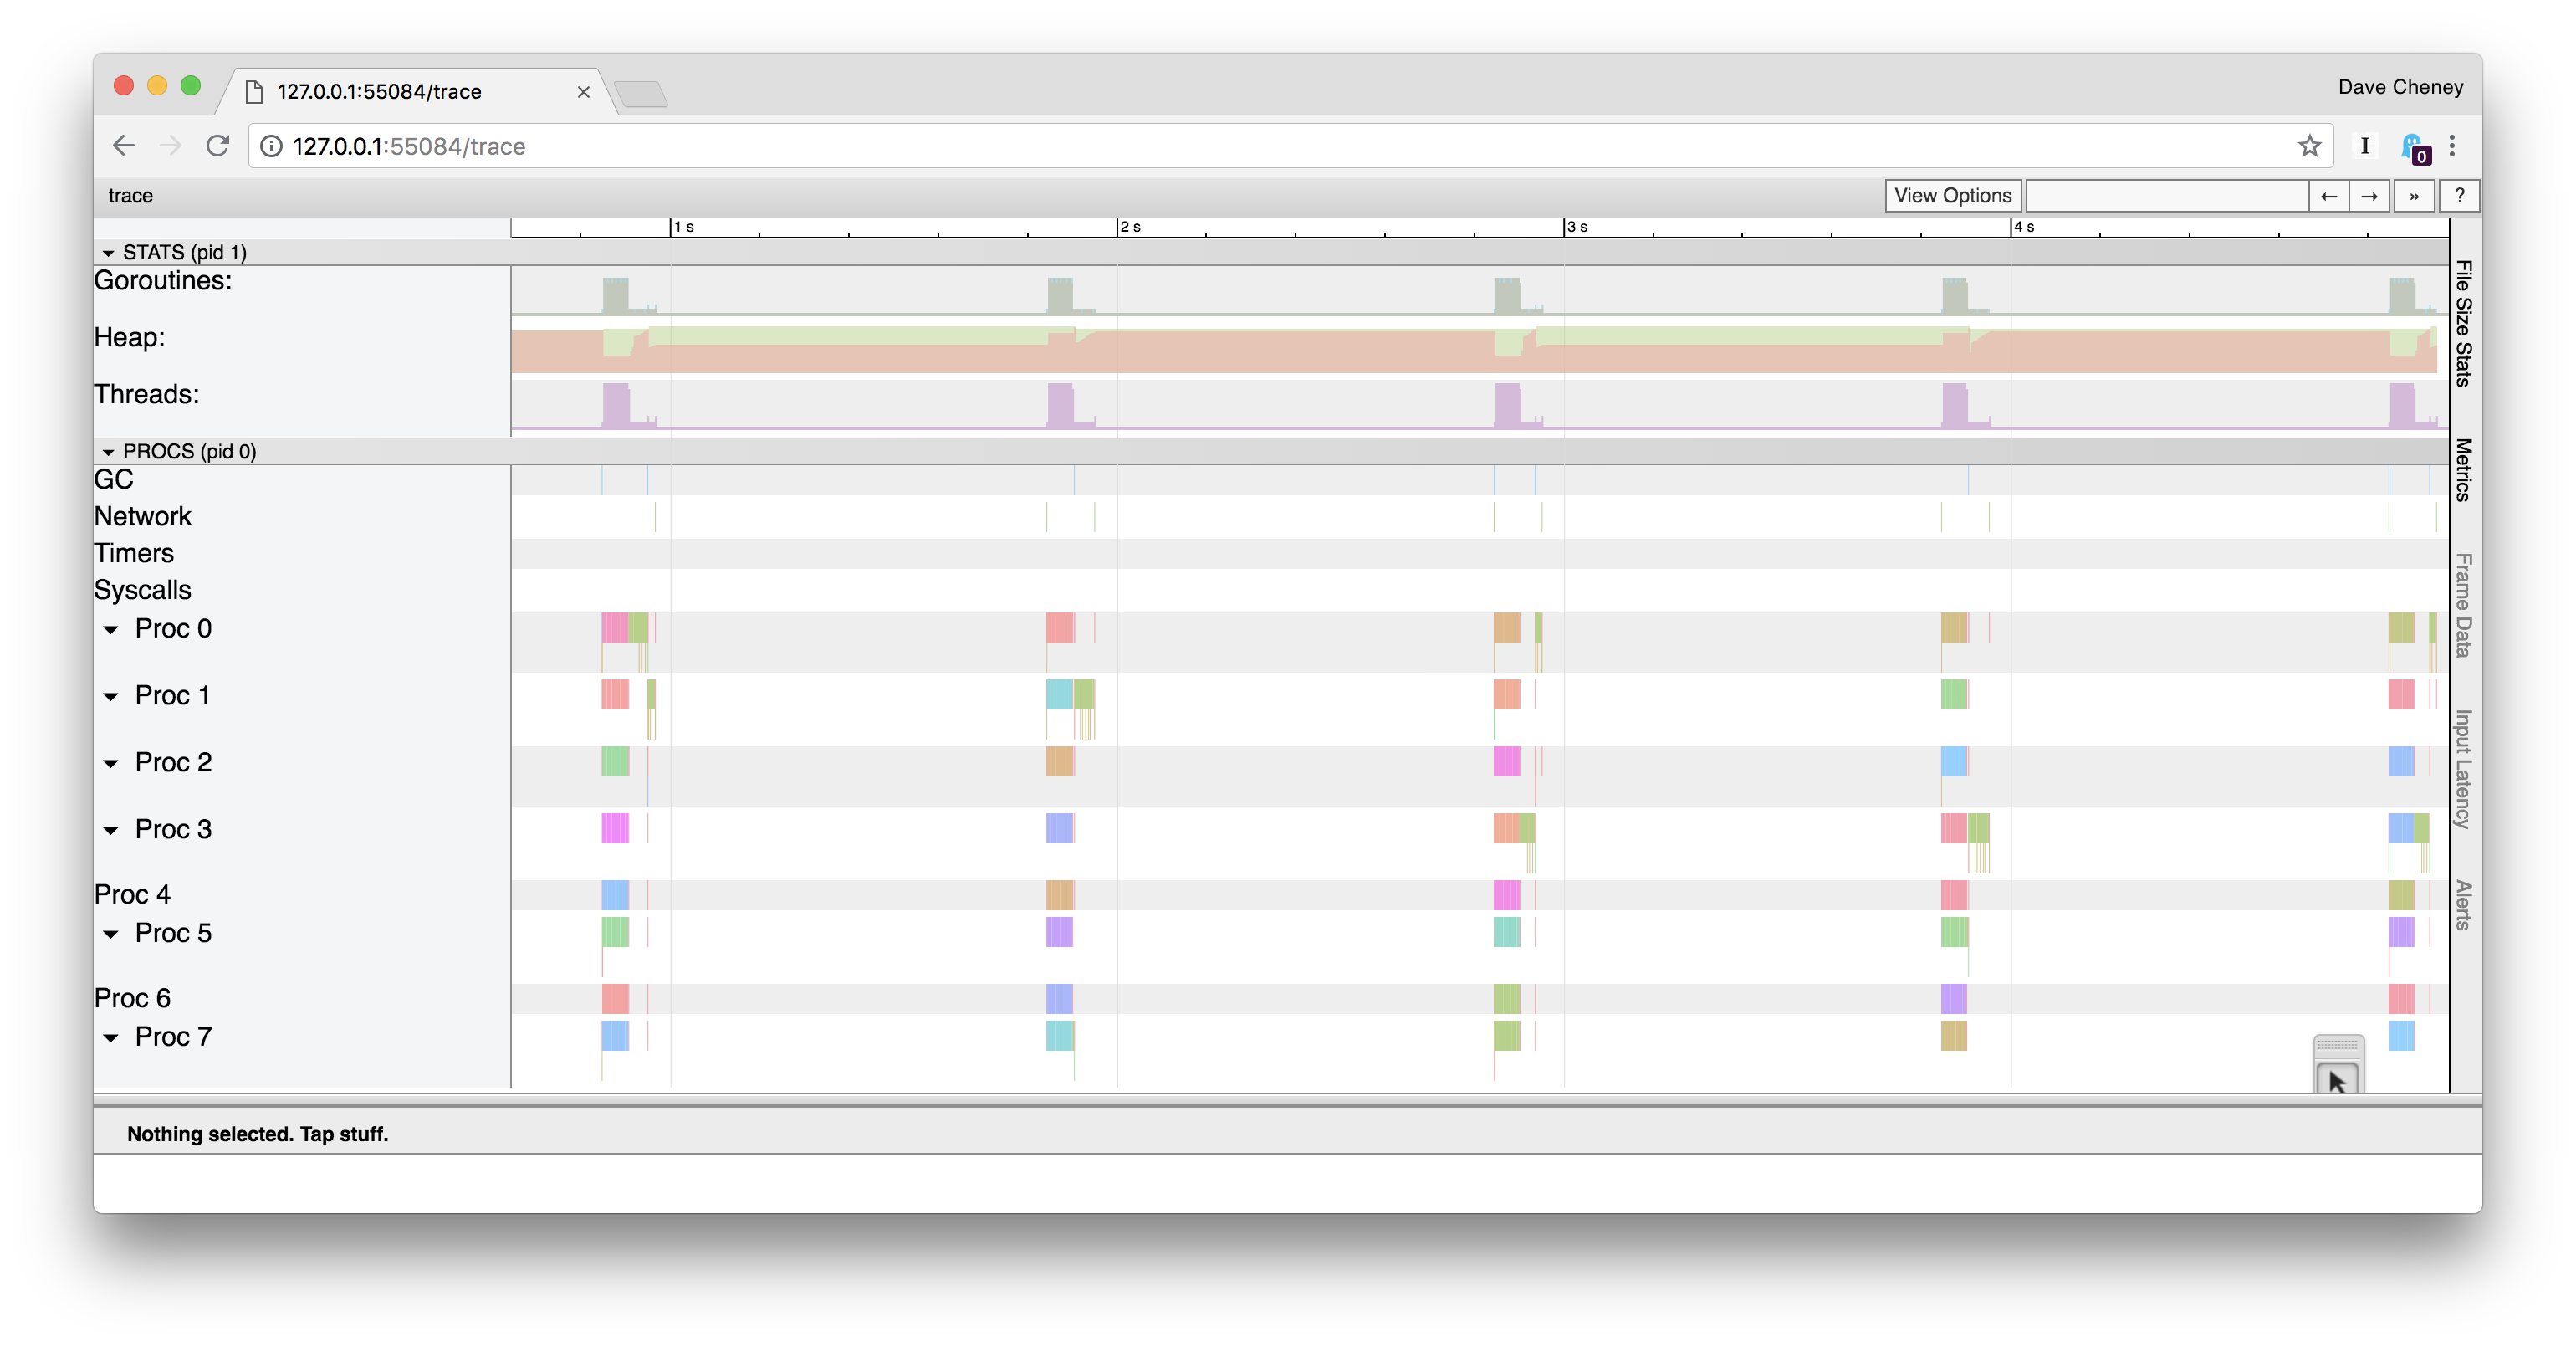 127.0.0.1:55084/trace
Dave Cheney
127.0.0.1:55084/trace
I
0
trace
View Options
← → » ?
1 s 2 s 3 s 4 s
STATS (pid 1)
Goroutines:
Heap:
Threads:
PROCS (pid 0)
GC
Network
Timers
Syscalls
Proc 0
Proc 1
Proc 2
Proc 3
Proc 4
Proc 5
Proc 6
Proc 7
File Size Stats
Metrics
Frame Data
Input Latency
Alerts
Nothing selected. Tap stuff.